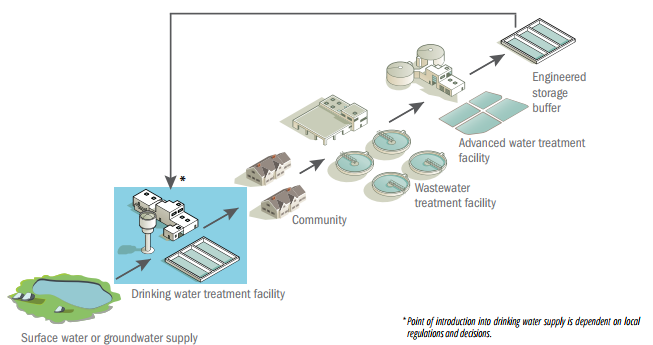 Engineered
storage
buffer
Advanced water treatment
facility
Wastewater
treatment facility
*
Community
Drinking water treatment facility
Surface water or groundwater supply
* Point of introduction into drinking water supply is dependent on local
regulations and decisions.